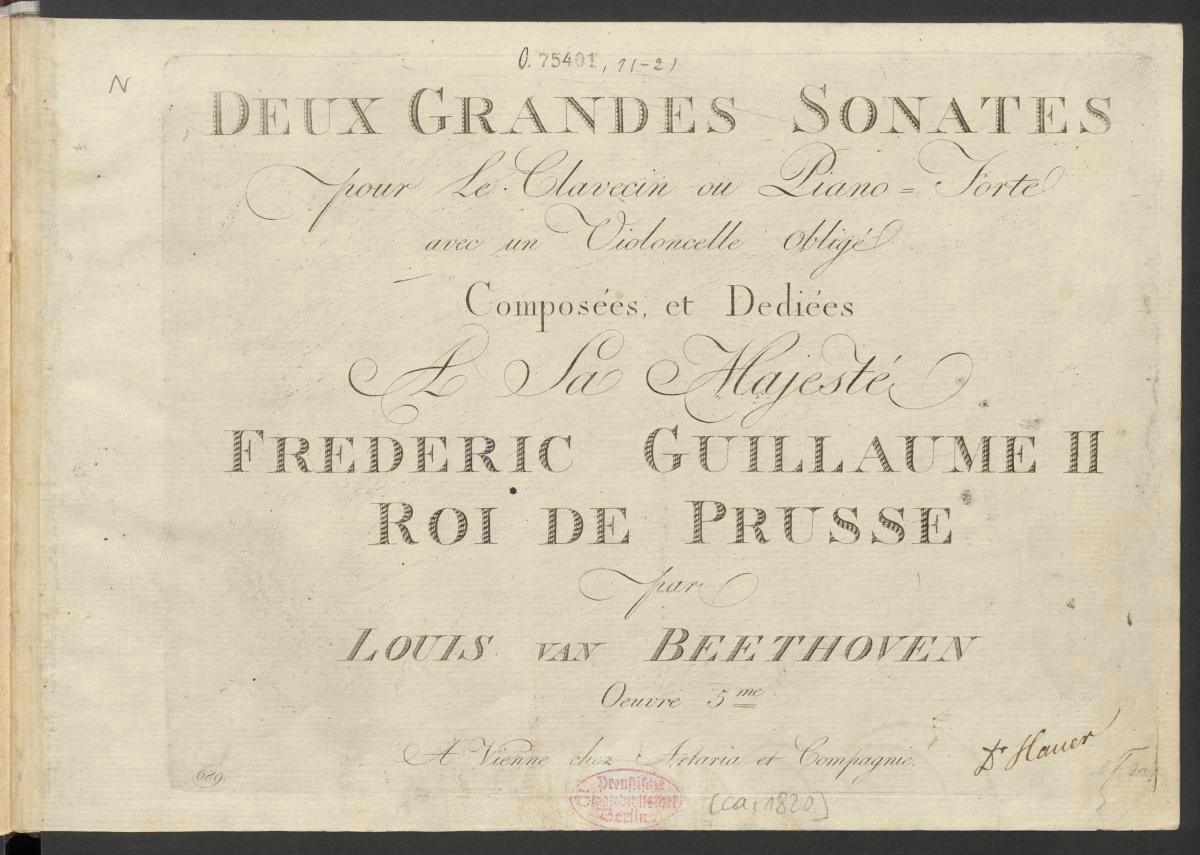 O. 75401, 1(-2)
N
DEUX GRANDES SONATES
pour Le Clavecin ou Piano = Forte
avec un Violoncelle obligé
Composées, et Dediées
A Sa Majesté
FREDERIC GUILLAUME II
ROI DE PRUSSE
par
LOUIS VAN BEETHOVEN
Oeuvre 5me
A Vienne chez Artaria et Compagnie.
Dr Hauer
689.
Preußische
Staatsbibliothek
Berlin
[ca. 1820]